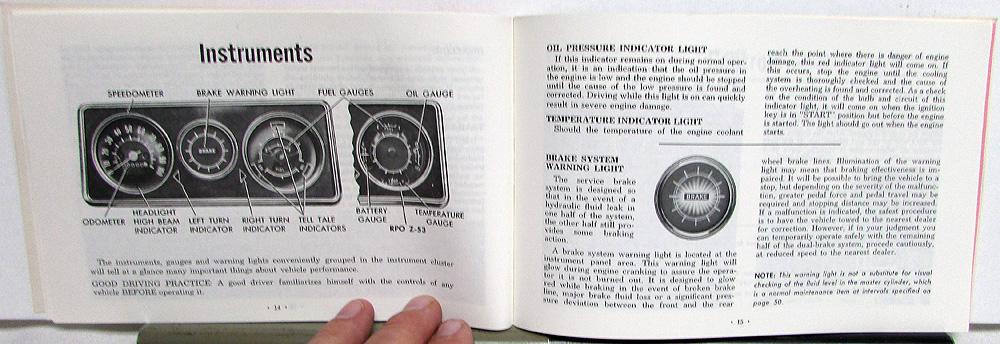 Instruments
SPEEDOMETER
BRAKE WARNING LIGHT
FUEL GAUGES
OIL GAUGE
BRAKE
ODOMETER
HEADLIGHT
HIGH BEAM
INDICATOR
LEFT TURN
INDICATOR
RIGHT TURN
INDICATOR
TELL TALE
INDICATORS
BATTERY
GAUGE
RPO Z-53
TEMPERATURE
GAUGE
The instruments, gauges and warning lights conveniently grouped in the instrument cluster
will tell at a glance many important things about vehicle performance.
GOOD DRIVING PRACTICE: A good driver familiarizes himself with the controls of any
vehicle BEFORE operating it.
· 14 ·
OIL PRESSURE INDICATOR LIGHT
If this indicator remains on during normal oper-
ation, it is an indication that the oil pressure in
the engine is low and the engine should be stopped
until the cause of the low pressure is found and
corrected. Driving while this light is on can quickly
result in severe engine damage.
TEMPERATURE INDICATOR LIGHT
Should the temperature of the engine coolant
reach the point where there is danger of engine
damage, this red indicator light will come on. If
this occurs, stop the engine until the cooling
system is thoroughly checked and the cause of
the overheating is found and corrected. As a check
on the condition of the bulb and circuit of this
indicator light, it will come on when the ignition
key is in "START" position but before the engine
is started. The light should go out when the engine
starts.
BRAKE SYSTEM
WARNING LIGHT
The service brake
system is designed so
that in the event of a
hydraulic fluid leak in
one half of the system,
the other half still pro-
vides some braking
action.
BRAKE
A brake system warning light is located at the
instrument panel area. This warning light will
glow during engine cranking to assure the opera-
tor it is not burned out. It is designed to glow
red while braking in the event of broken brake
line, major brake fluid loss or a significant pres-
sure deviation between the front and the rear
wheel brake lines. Illumination of the warning
light may mean that braking effectiveness is im-
paired. It will be possible to bring the vehicle to a
stop, but depending on the severity of the malfunc-
tion, greater pedal force and pedal travel may be
required and stopping distance may be increased.
If a malfunction is indicated, the safest procedure
is to have the vehicle towed to the nearest dealer
for correction. However, if in your judgment you
can temporarily operate safely with the remaining
half of the dual-brake system, precede cautiously,
at reduced speed to the nearest dealer.
NOTE: This warning light is not a substitute for visual
checking of the fluid level in the master cylinder, which
is a normal maintenance item at intervals specified on
page 50.
· 15 ·